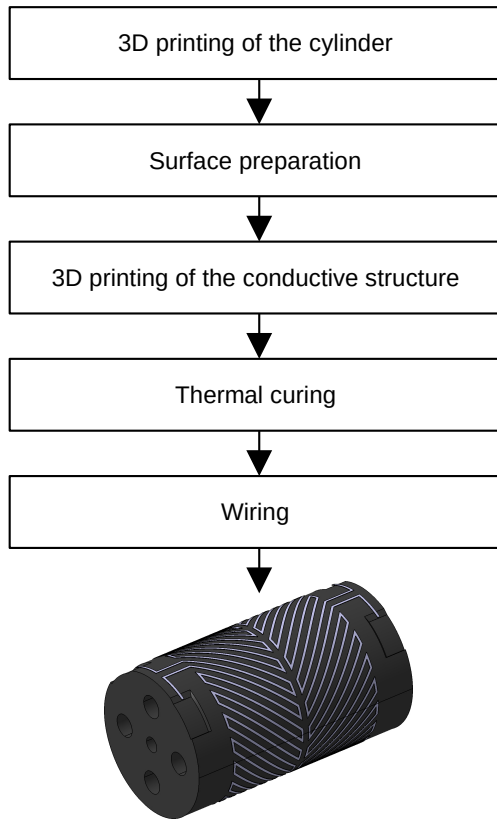 3D printing of the cylinder
Surface preparation
3D printing of the conductive structure
Thermal curing
Wiring